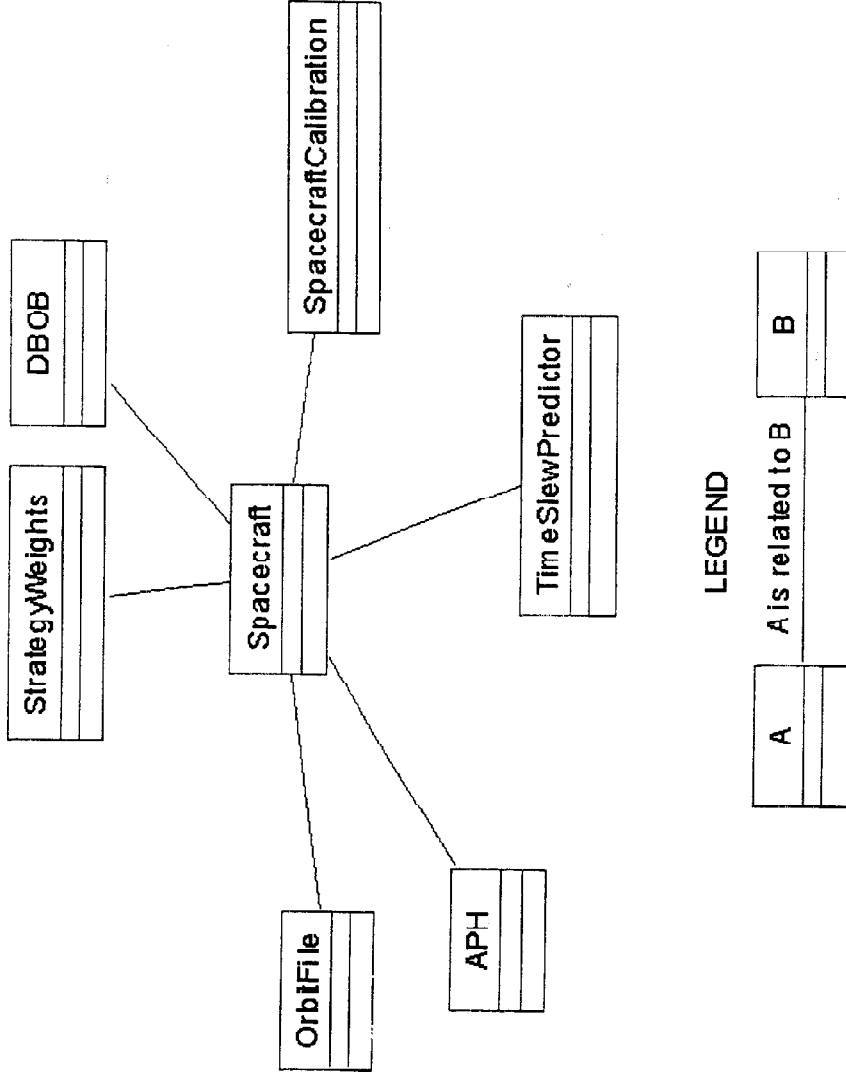 StrategyWeights
DBOB
OrbitFile
Spacecraft
SpacecraftCalibration
APH
TimeSlewPredictor
LEGEND
A
A is related to B
B